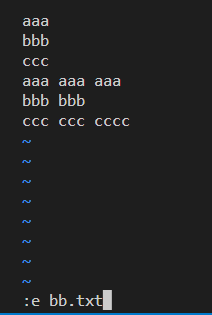 aaa
bbb
ccc
aaa aaa aaa
bbb bbb
ccc ccc cccc
~
~
~
~
~
~
~
~
:e bb.txt